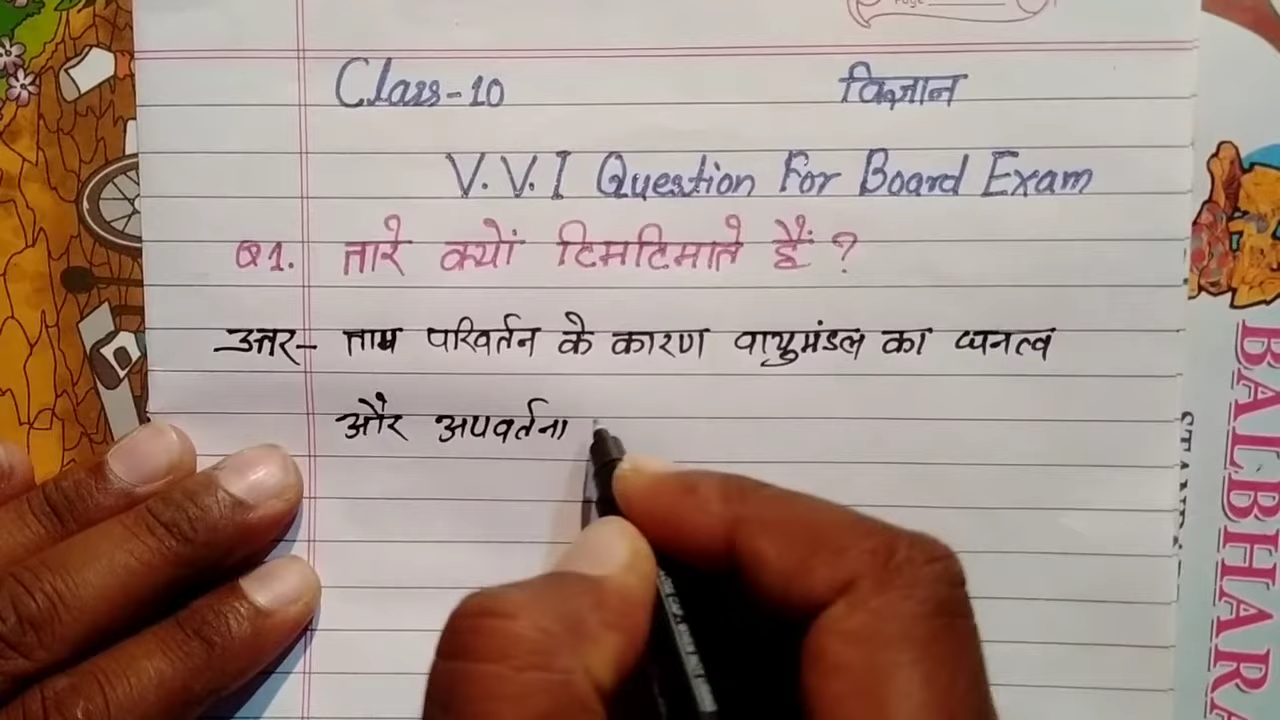 Class-10 विज्ञान
V.V.I Question For Board Exam
Q1. तारे क्यों टिमटिमाते हैं ?
उत्तर- ताप परिवर्तन के कारण वायुमंडल का घनत्व
और अपवर्तना
BALBHARA